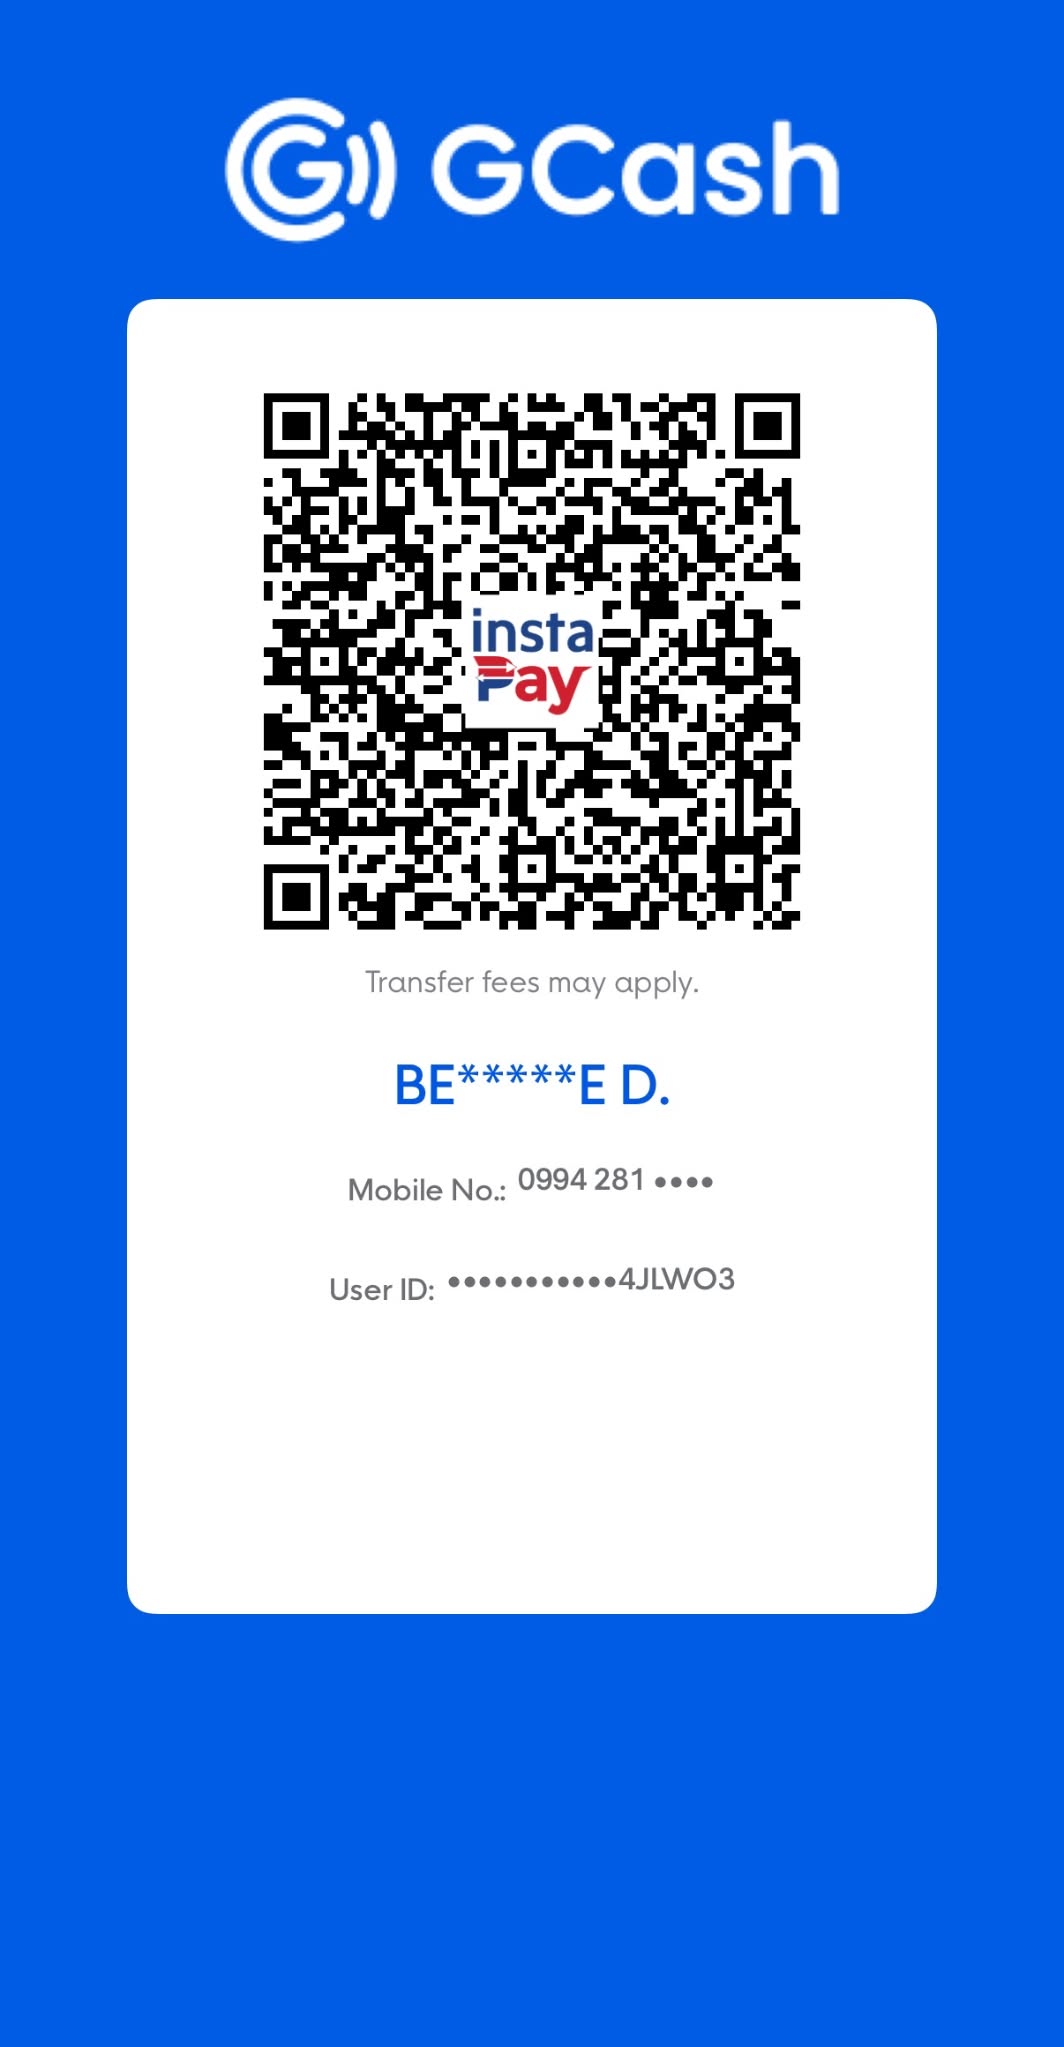 GCash
insta
Pay
Transfer fees may apply.
BE*****E D.
Mobile No.: 0994 281 ••••
User ID: •••••••••••4JLWO3